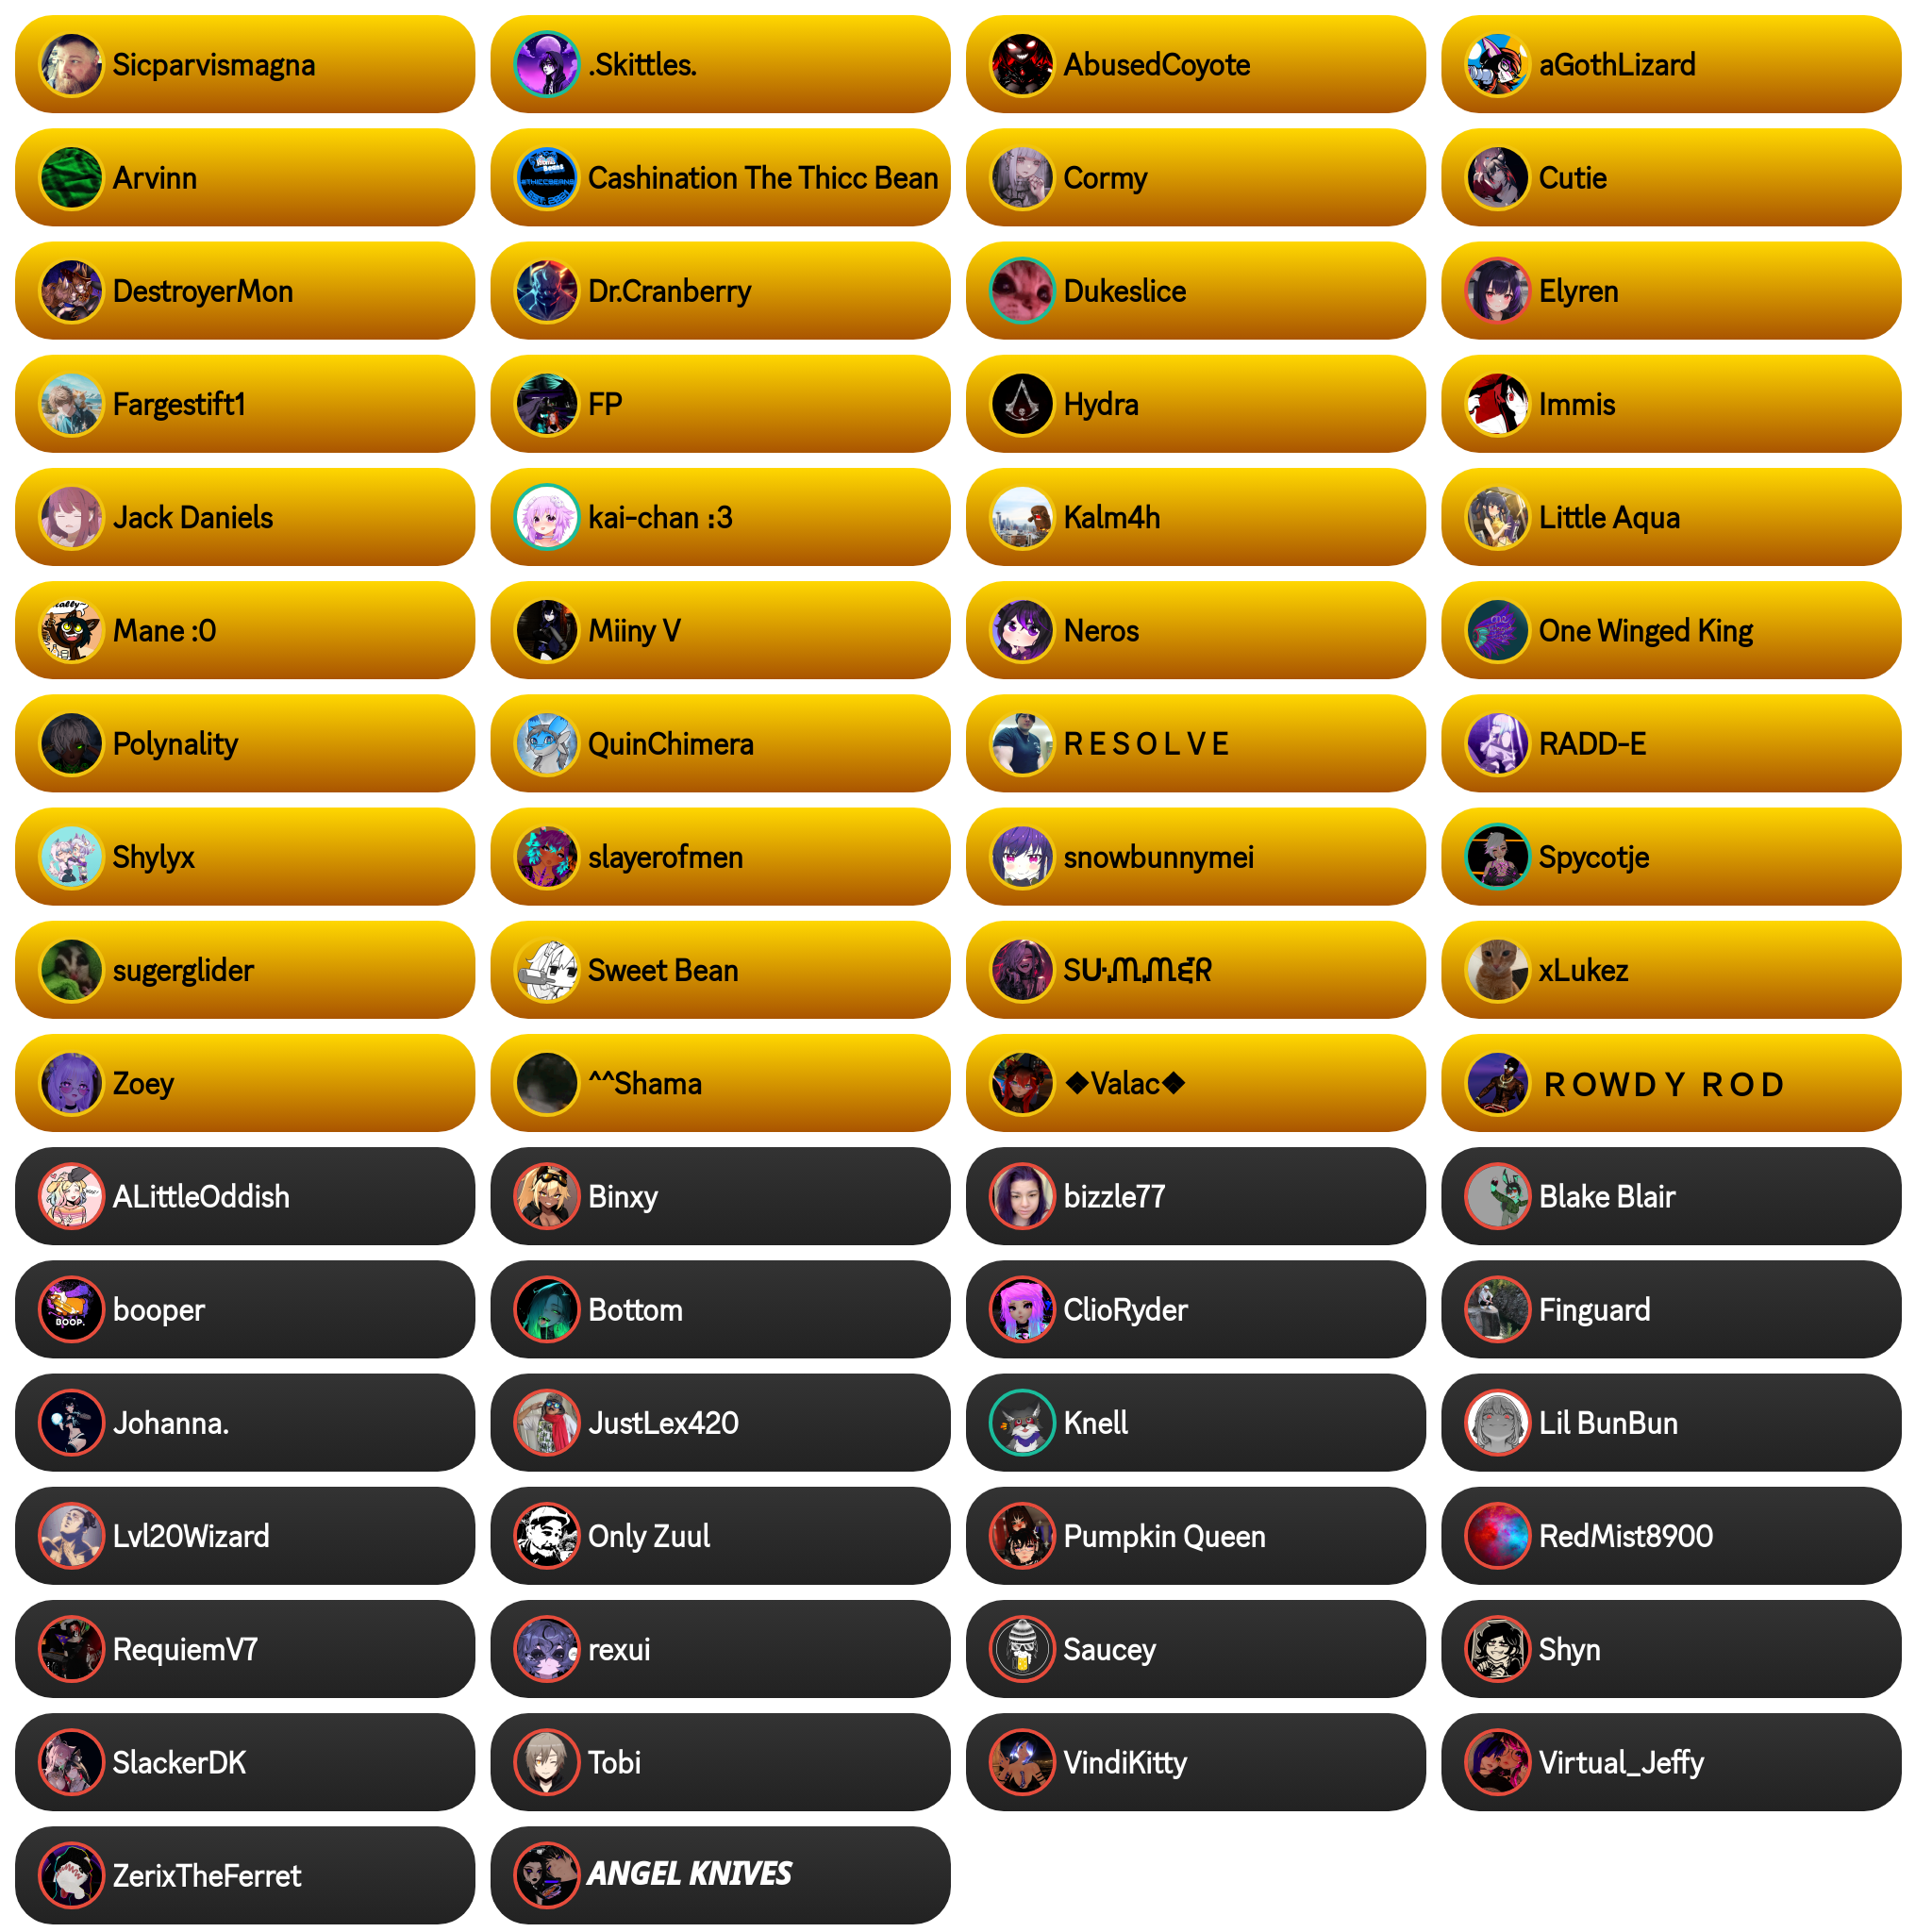 Sicparvismagna
.Skittles.
AbusedCoyote
aGothLizard
Arvinn
Cashination The Thicc Bean
Cormy
Cutie
DestroyerMon
Dr.Cranberry
Dukeslice
Elyren
Fargestift1
FP
Hydra
Immis
Jack Daniels
kai-chan :3
Kalm4h
Little Aqua
Mane :0
Miiny V
Neros
One Winged King
Polynality
QuinChimera
R E S O L V E
RADD-E
Shylyx
slayerofmen
snowbunnymei
Spycotje
sugerglider
Sweet Bean
xLukez
Zoey
^^Shama
❖Valac❖
ＲＯＷＤＹ ＲＯＤ
ALittleOddish
Binxy
bizzle77
Blake Blair
BOOP.
booper
Bottom
ClioRyder
Finguard
Johanna.
JustLex420
Knell
Lil BunBun
Lvl20Wizard
Only Zuul
Pumpkin Queen
RedMist8900
RequiemV7
rexui
Saucey
Shyn
SlackerDK
Tobi
VindiKitty
Virtual_Jeffy
ZerixTheFerret
ANGEL KNIVES